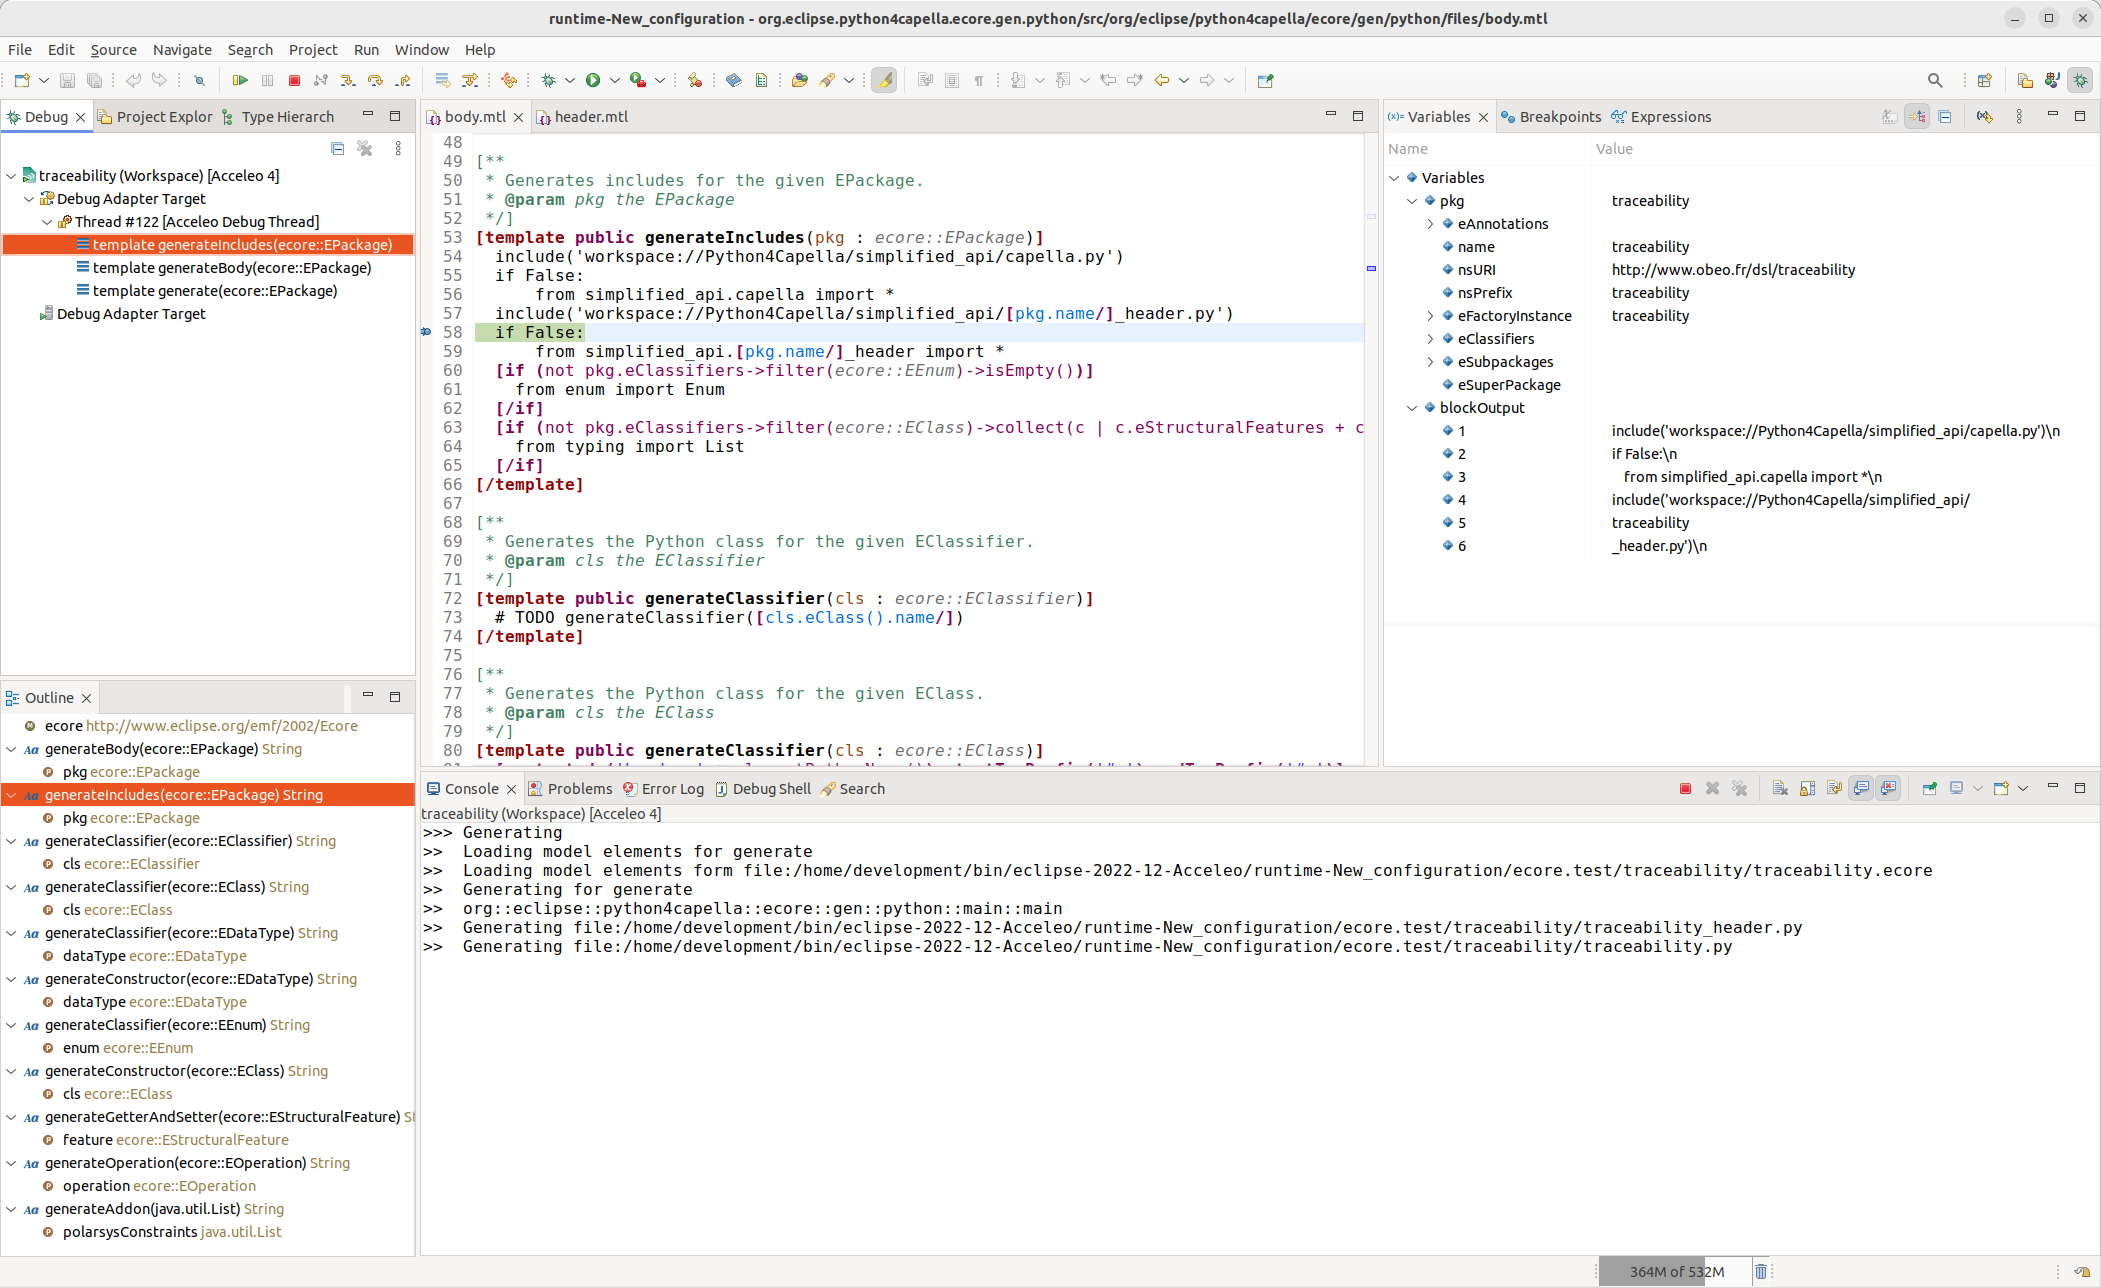 runtime-New_configuration - org.eclipse.python4capella.ecore.gen.python/src/org/eclipse/python4capella/ecore/gen/python/files/body.mtl
File Edit Source Navigate Search Project Run Window Help
Debug Project Explor Type Hierarch
traceability (Workspace) [Acceleo 4]
Debug Adapter Target
Thread #122 [Acceleo Debug Thread]
template generateIncludes(ecore::EPackage)
template generateBody(ecore::EPackage)
template generate(ecore::EPackage)
Debug Adapter Target
body.mtl header.mtl
48
49 [**
50 * Generates includes for the given EPackage.
51 * @param pkg the EPackage
52 */]
53 [template public generateIncludes(pkg : ecore::EPackage)]
54 include('workspace://Python4Capella/simplified_api/capella.py')
55 if False:
56 from simplified_api.capella import *
57 include('workspace://Python4Capella/simplified_api/[pkg.name/]_header.py')
58 if False:
59 from simplified_api.[pkg.name/]_header import *
60 [if (not pkg.eClassifiers->filter(ecore::EEnum)->isEmpty())]
61 from enum import Enum
62 [/if]
63 [if (not pkg.eClassifiers->filter(ecore::EClass)->collect(c | c.eStructuralFeatures + c
64 from typing import List
65 [/if]
66 [/template]
67
68 [**
69 * Generates the Python class for the given EClassifier.
70 * @param cls the EClassifier
71 */]
72 [template public generateClassifier(cls : ecore::EClassifier)]
73 # TODO generateClassifier([cls.eClass().name/])
74 [/template]
75
76 [**
77 * Generates the Python class for the given EClass.
78 * @param cls the EClass
79 */]
80 [template public generateClassifier(cls : ecore::EClass)]
Variables Breakpoints Expressions
Name Value
Variables
pkg traceability
eAnnotations
name traceability
nsURI http://www.obeo.fr/dsl/traceability
nsPrefix traceability
eFactoryInstance traceability
eClassifiers
eSubpackages
eSuperPackage
blockOutput
1 include('workspace://Python4Capella/simplified_api/capella.py')\n
2 if False:\n
3 from simplified_api.capella import *\n
4 include('workspace://Python4Capella/simplified_api/
5 traceability
6 _header.py')\n
Outline
ecore http://www.eclipse.org/emf/2002/Ecore
generateBody(ecore::EPackage) String
pkg ecore::EPackage
generateIncludes(ecore::EPackage) String
pkg ecore::EPackage
generateClassifier(ecore::EClassifier) String
cls ecore::EClassifier
generateClassifier(ecore::EClass) String
cls ecore::EClass
generateClassifier(ecore::EDataType) String
dataType ecore::EDataType
generateConstructor(ecore::EDataType) String
dataType ecore::EDataType
generateClassifier(ecore::EEnum) String
enum ecore::EEnum
generateConstructor(ecore::EClass) String
cls ecore::EClass
generateGetterAndSetter(ecore::EStructuralFeature) St
feature ecore::EStructuralFeature
generateOperation(ecore::EOperation) String
operation ecore::EOperation
generateAddon(java.util.List) String
polarsysConstraints java.util.List
Console Problems Error Log Debug Shell Search
traceability (Workspace) [Acceleo 4]
>>> Generating
>> Loading model elements for generate
>> Loading model elements form file:/home/development/bin/eclipse-2022-12-Acceleo/runtime-New_configuration/ecore.test/traceability/traceability.ecore
>> Generating for generate
>> org::eclipse::python4capella::ecore::gen::python::main::main
>> Generating file:/home/development/bin/eclipse-2022-12-Acceleo/runtime-New_configuration/ecore.test/traceability/traceability_header.py
>> Generating file:/home/development/bin/eclipse-2022-12-Acceleo/runtime-New_configuration/ecore.test/traceability/traceability.py
364M of 532M